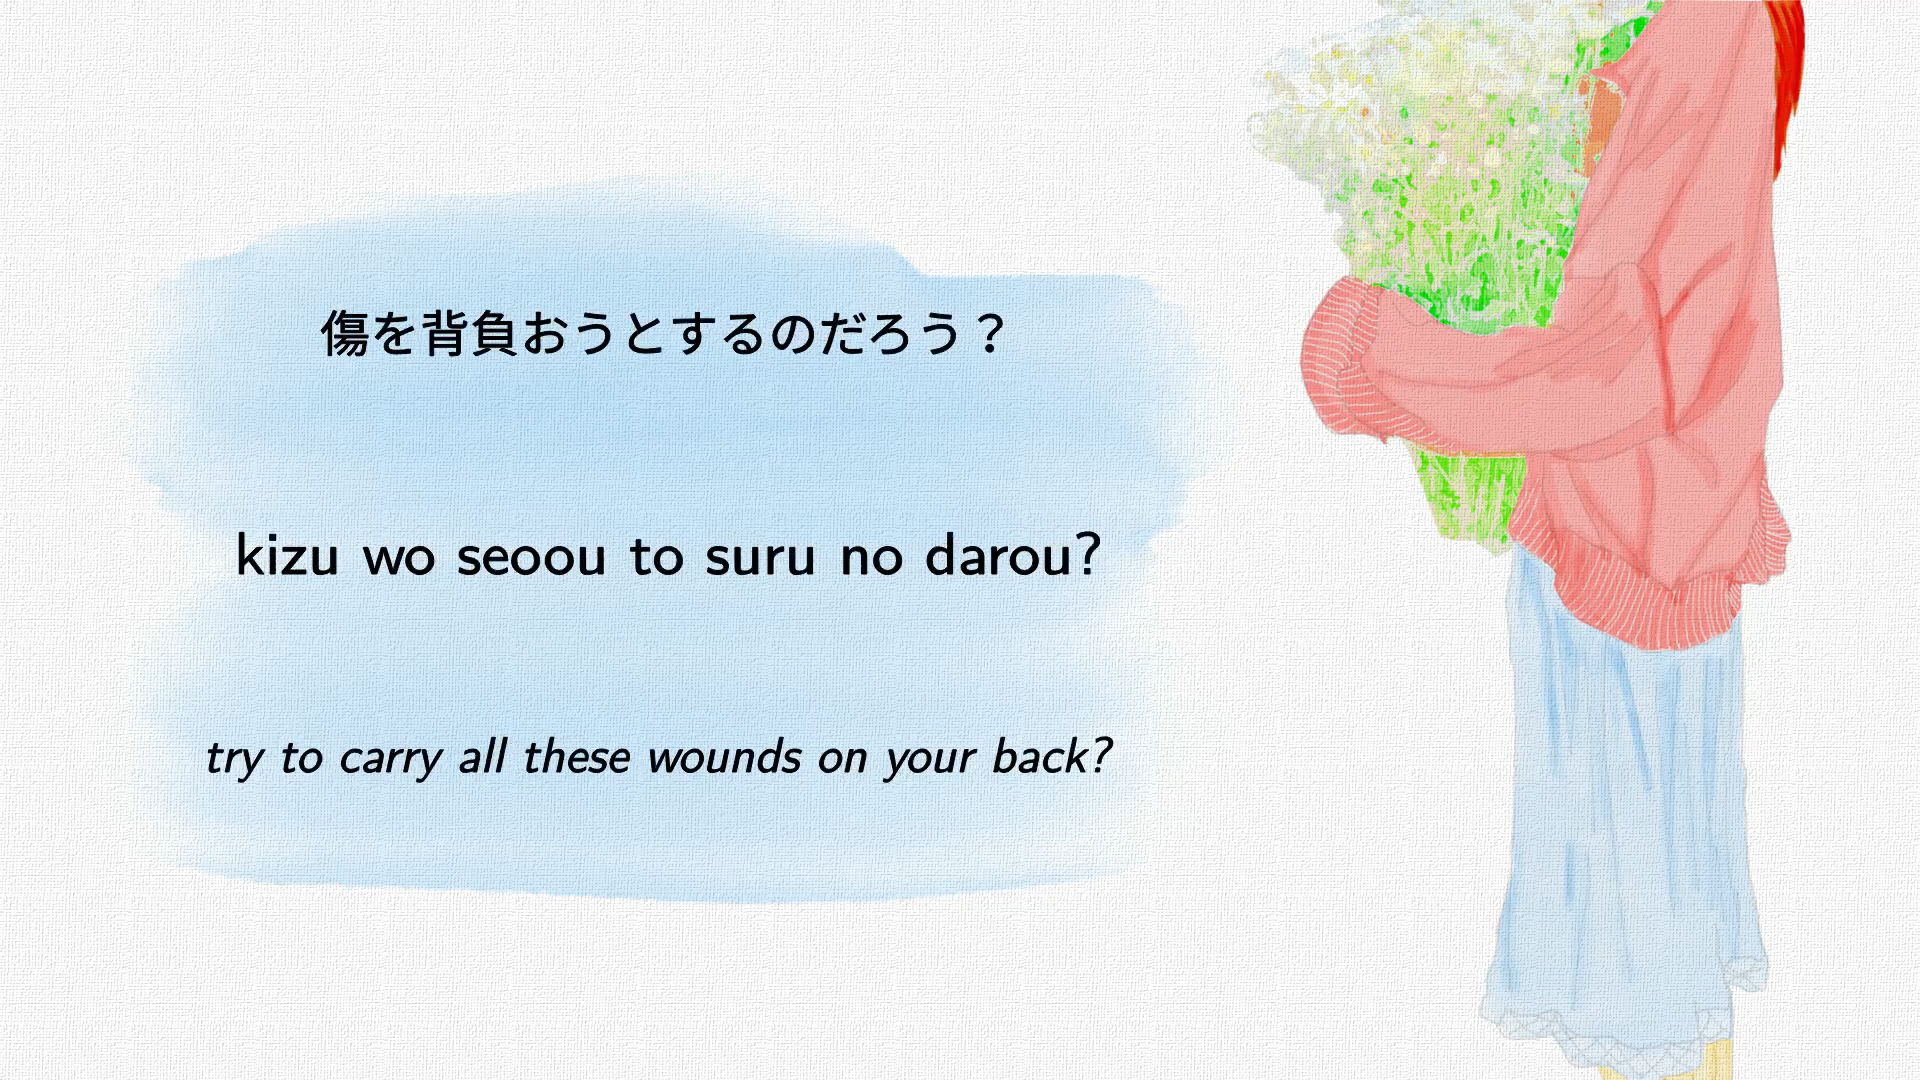 傷を背負おうとするのだろう？
kizu wo seoou to suru no darou?
try to carry all these wounds on your back?